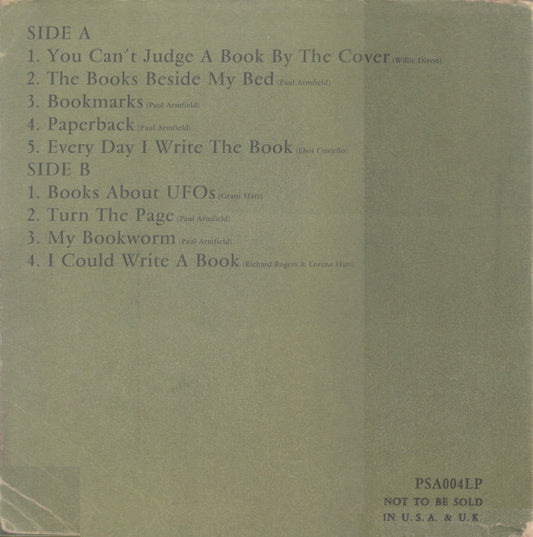 SIDE A
1. You Can't Judge A Book By The Cover (Willie Dixon)
2. The Books Beside My Bed (Paul Armfield)
3. Bookmarks (Paul Armfield)
4. Paperback (Paul Armfield)
5. Every Day I Write The Book (Elvis Costello)
SIDE B
1. Books About UFOs (Grant Hart)
2. Turn The Page (Paul Armfield)
3. My Bookworm (Paul Armfield)
4. I Could Write A Book (Richard Rogers & Lorenz Hart)
PSA004LP
NOT TO BE SOLD
IN U.S.A. & U.K.